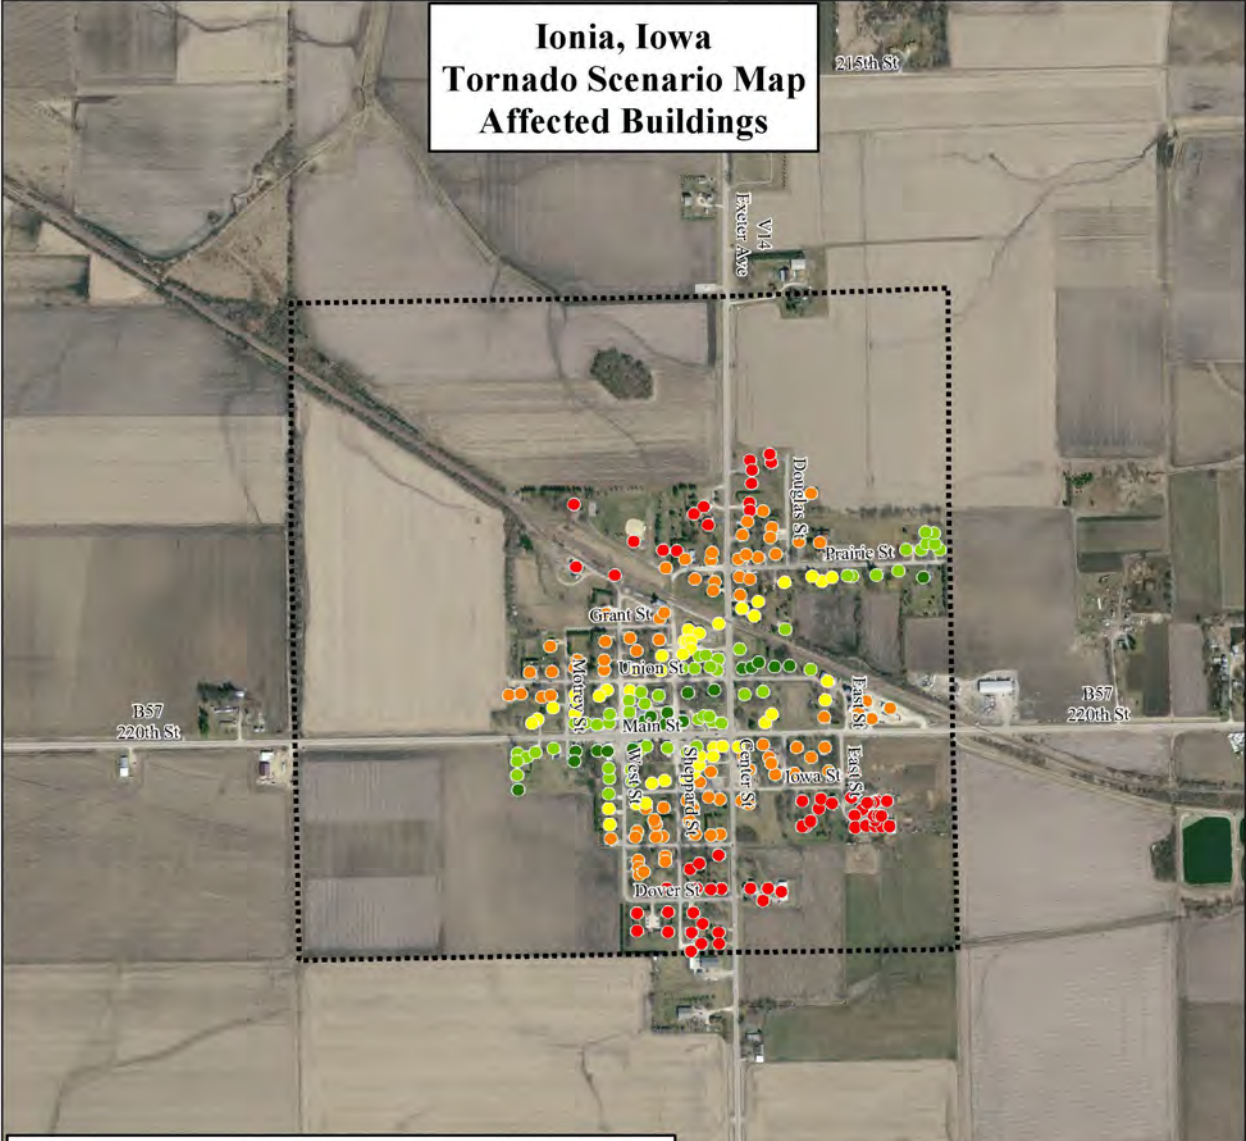 Ionia, Iowa
Tornado Scenario Map
Affected Buildings
215th St
V14
Exeter Ave
Douglas St
Prairie St
Grant St
Union St
Motrey St
East St
B57
220th St
B57
220th St
Main St
West St
Sheppard St
Center St
Iowa St
East St
Dover St